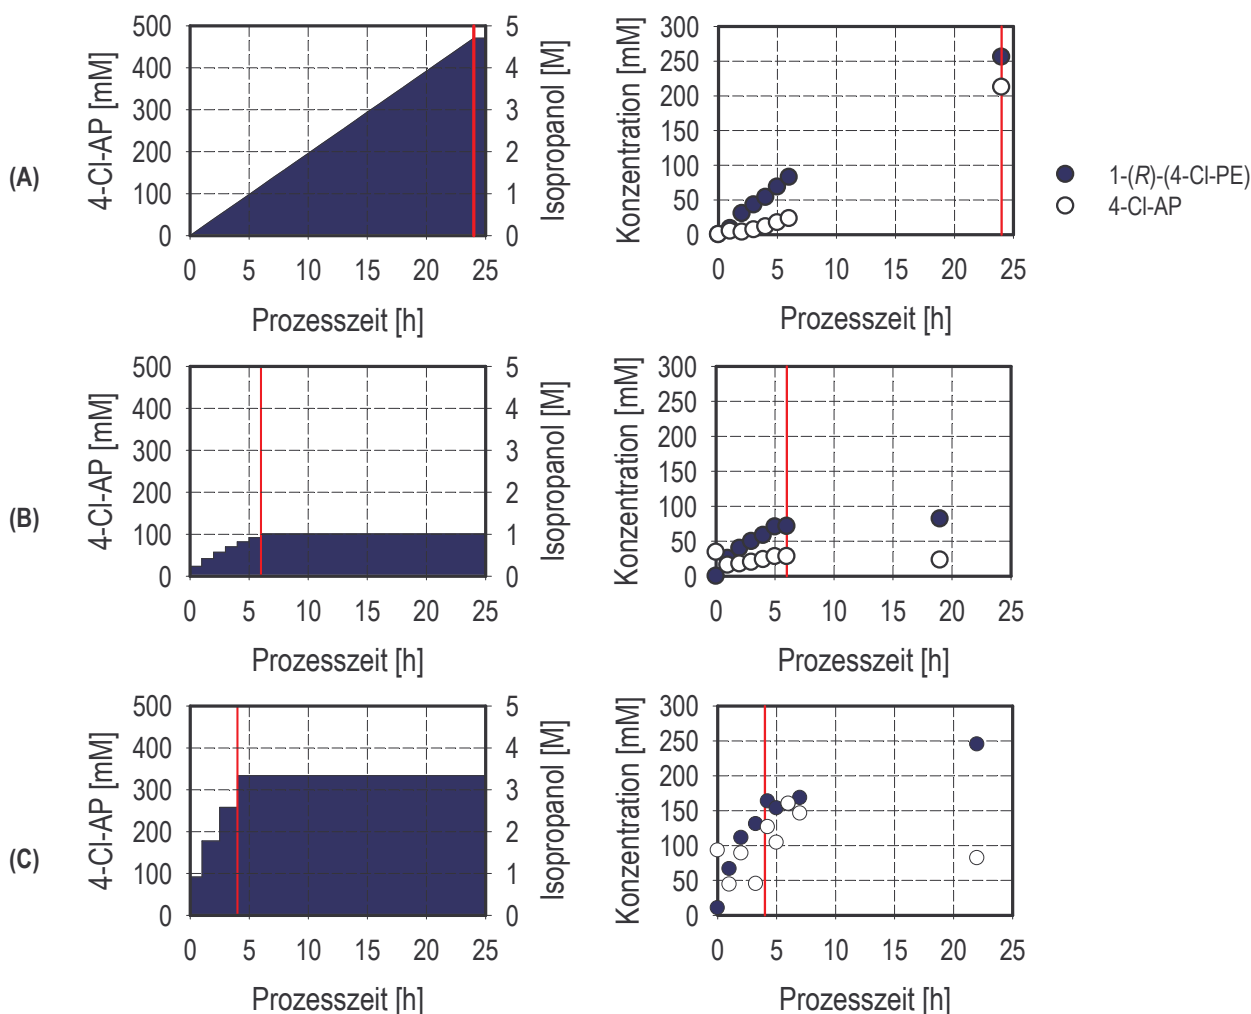 (A)
4-Cl-AP [mM]
500
400
300
200
100
0
5
4
3
2
1
0
Isopropanol [M]
0 5 10 15 20 25
Prozesszeit [h]
Konzentration [mM]
300
250
200
150
100
50
0
0 5 10 15 20 25
Prozesszeit [h]
1-(R)-(4-Cl-PE)
4-Cl-AP
(B)
4-Cl-AP [mM]
500
400
300
200
100
0
5
4
3
2
1
0
Isopropanol [M]
0 5 10 15 20 25
Prozesszeit [h]
Konzentration [mM]
300
250
200
150
100
50
0
0 5 10 15 20 25
Prozesszeit [h]
(C)
4-Cl-AP [mM]
500
400
300
200
100
0
5
4
3
2
1
0
Isopropanol [M]
0 5 10 15 20 25
Prozesszeit [h]
Konzentration [mM]
300
250
200
150
100
50
0
0 5 10 15 20 25
Prozesszeit [h]